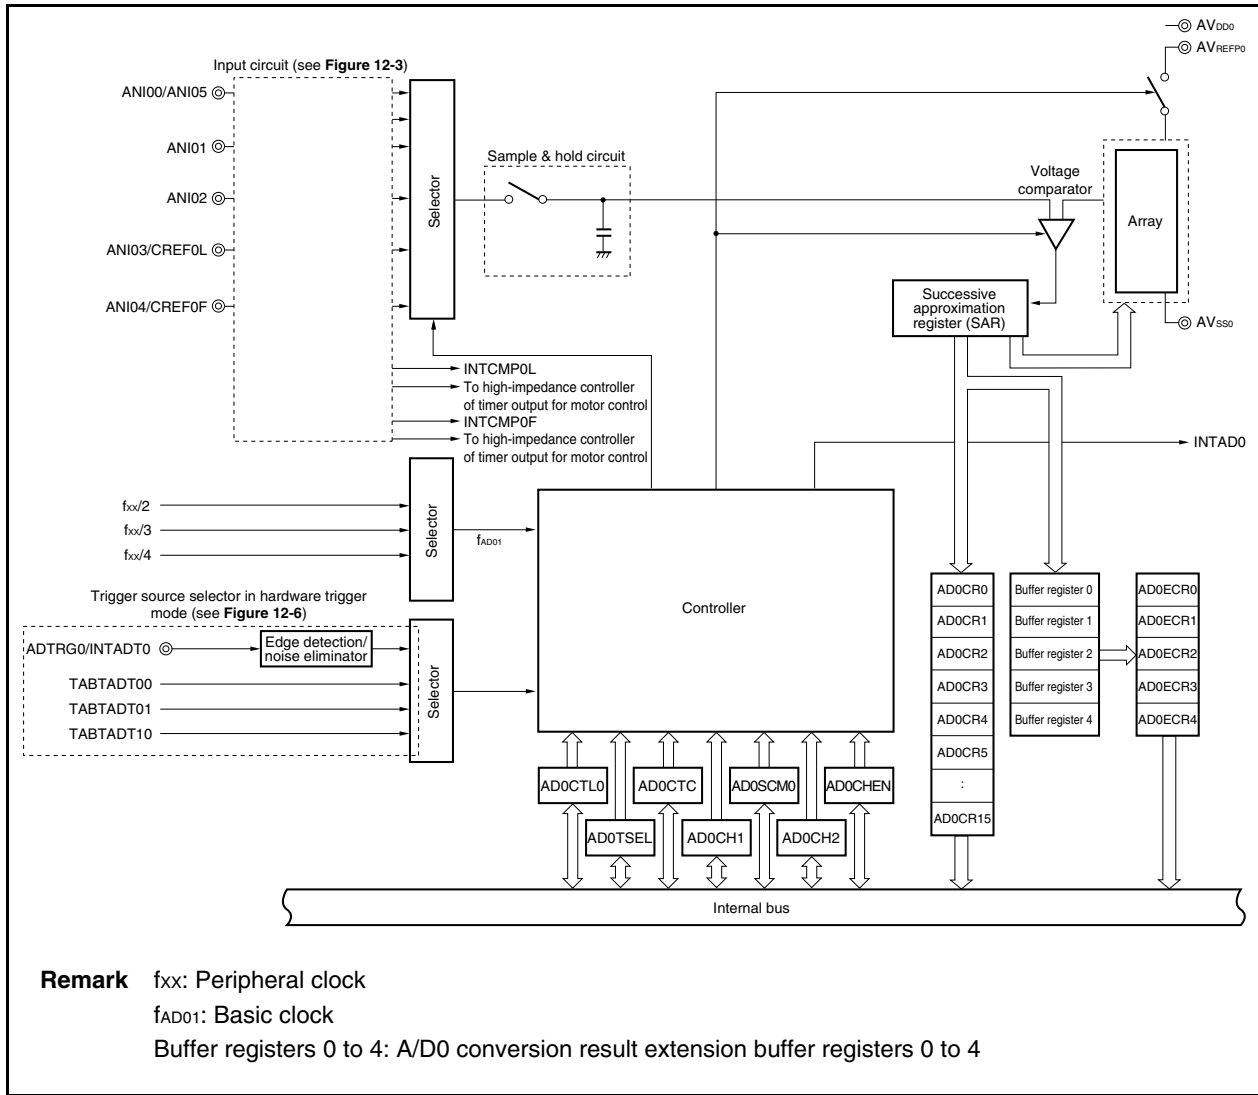 AVDD0
AVREFP0
Input circuit (see Figure 12-3)
ANI00/ANI05
ANI01
ANI02
ANI03/CREF0L
ANI04/CREF0F
Selector
Sample & hold circuit
Voltage
comparator
Array
Successive
approximation
register (SAR)
AVSS0
INTCMP0L
To high-impedance controller
of timer output for motor control
INTCMP0F
To high-impedance controller
of timer output for motor control
INTAD0
fxx/2
fxx/3
fxx/4
Selector
fAD01
Controller
Trigger source selector in hardware trigger
mode (see Figure 12-6)
ADTRG0/INTADT0
Edge detection/
noise eliminator
TABTADT00
TABTADT01
TABTADT10
Selector
AD0CR0
AD0CR1
AD0CR2
AD0CR3
AD0CR4
AD0CR5
:
AD0CR15
Buffer register 0
Buffer register 1
Buffer register 2
Buffer register 3
Buffer register 4
AD0ECR0
AD0ECR1
AD0ECR2
AD0ECR3
AD0ECR4
AD0CTL0
AD0CTC
AD0SCM0
AD0CHEN
AD0TSEL
AD0CH1
AD0CH2
Internal bus
Remark fxx: Peripheral clock
fAD01: Basic clock
Buffer registers 0 to 4: A/D0 conversion result extension buffer registers 0 to 4